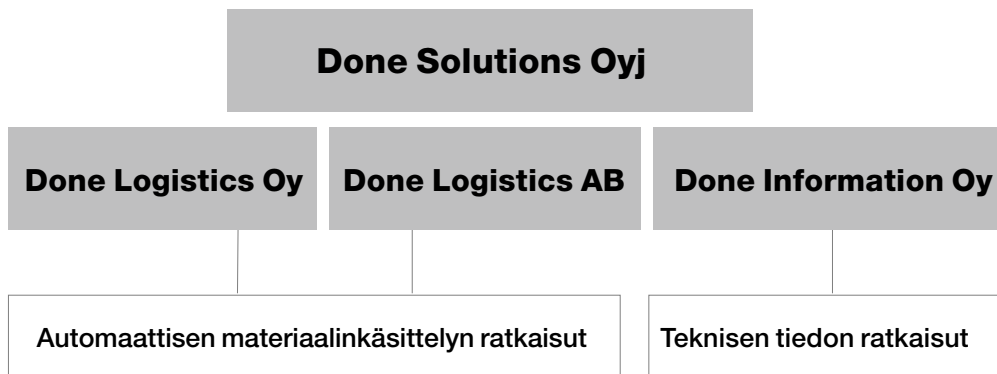 Done Solutions Oyj
Done Logistics Oy
Done Logistics AB
Done Information Oy
Automaattisen materiaalinkäsittelyn ratkaisut
Teknisen tiedon ratkaisut